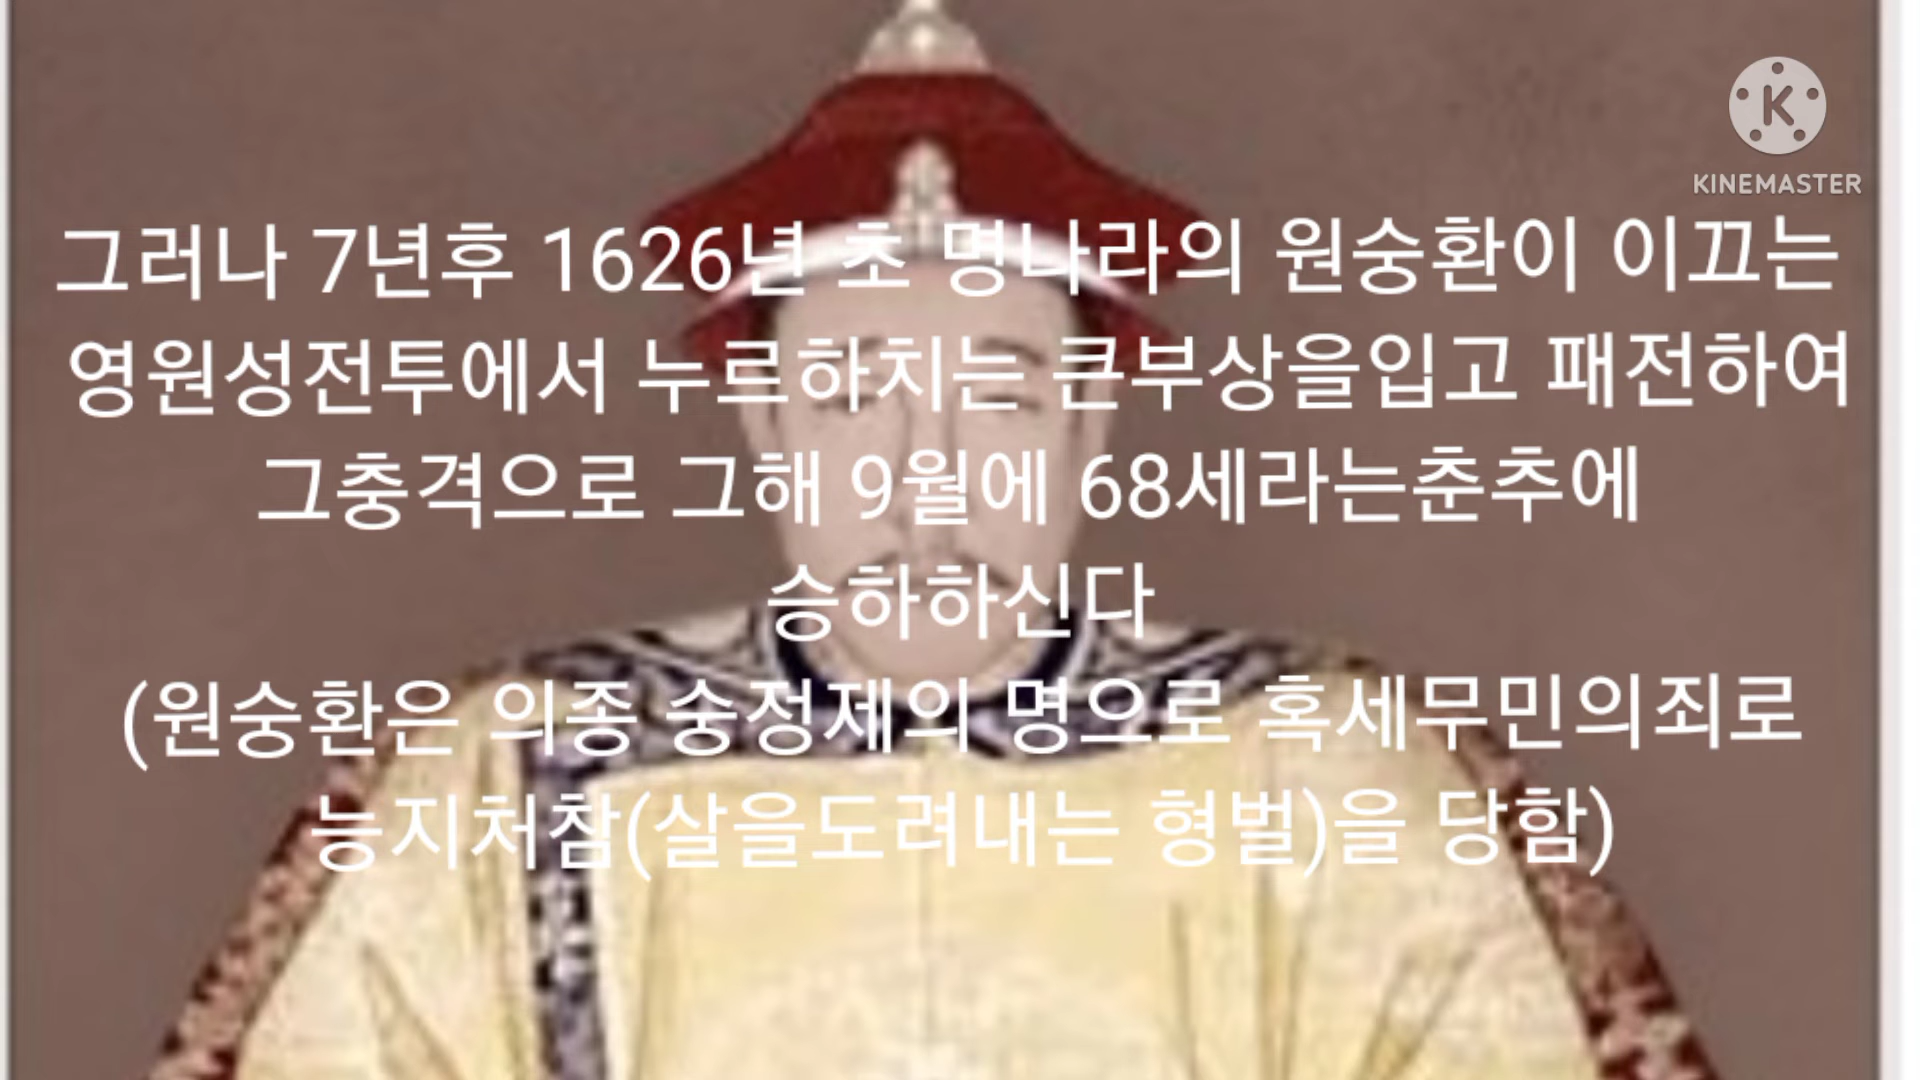 KINEMASTER
그러나 7년후 1626년 초 명나라의 원숭환이 이끄는
영원성전투에서 누르하치는 큰부상을입고 패전하여
그충격으로 그해 9월에 68세라는춘추에
승하하신다
(원숭환은 의종 숭정제의 명으로 혹세무민의죄로
능지처참(살을도려내는 형벌)을 당함)